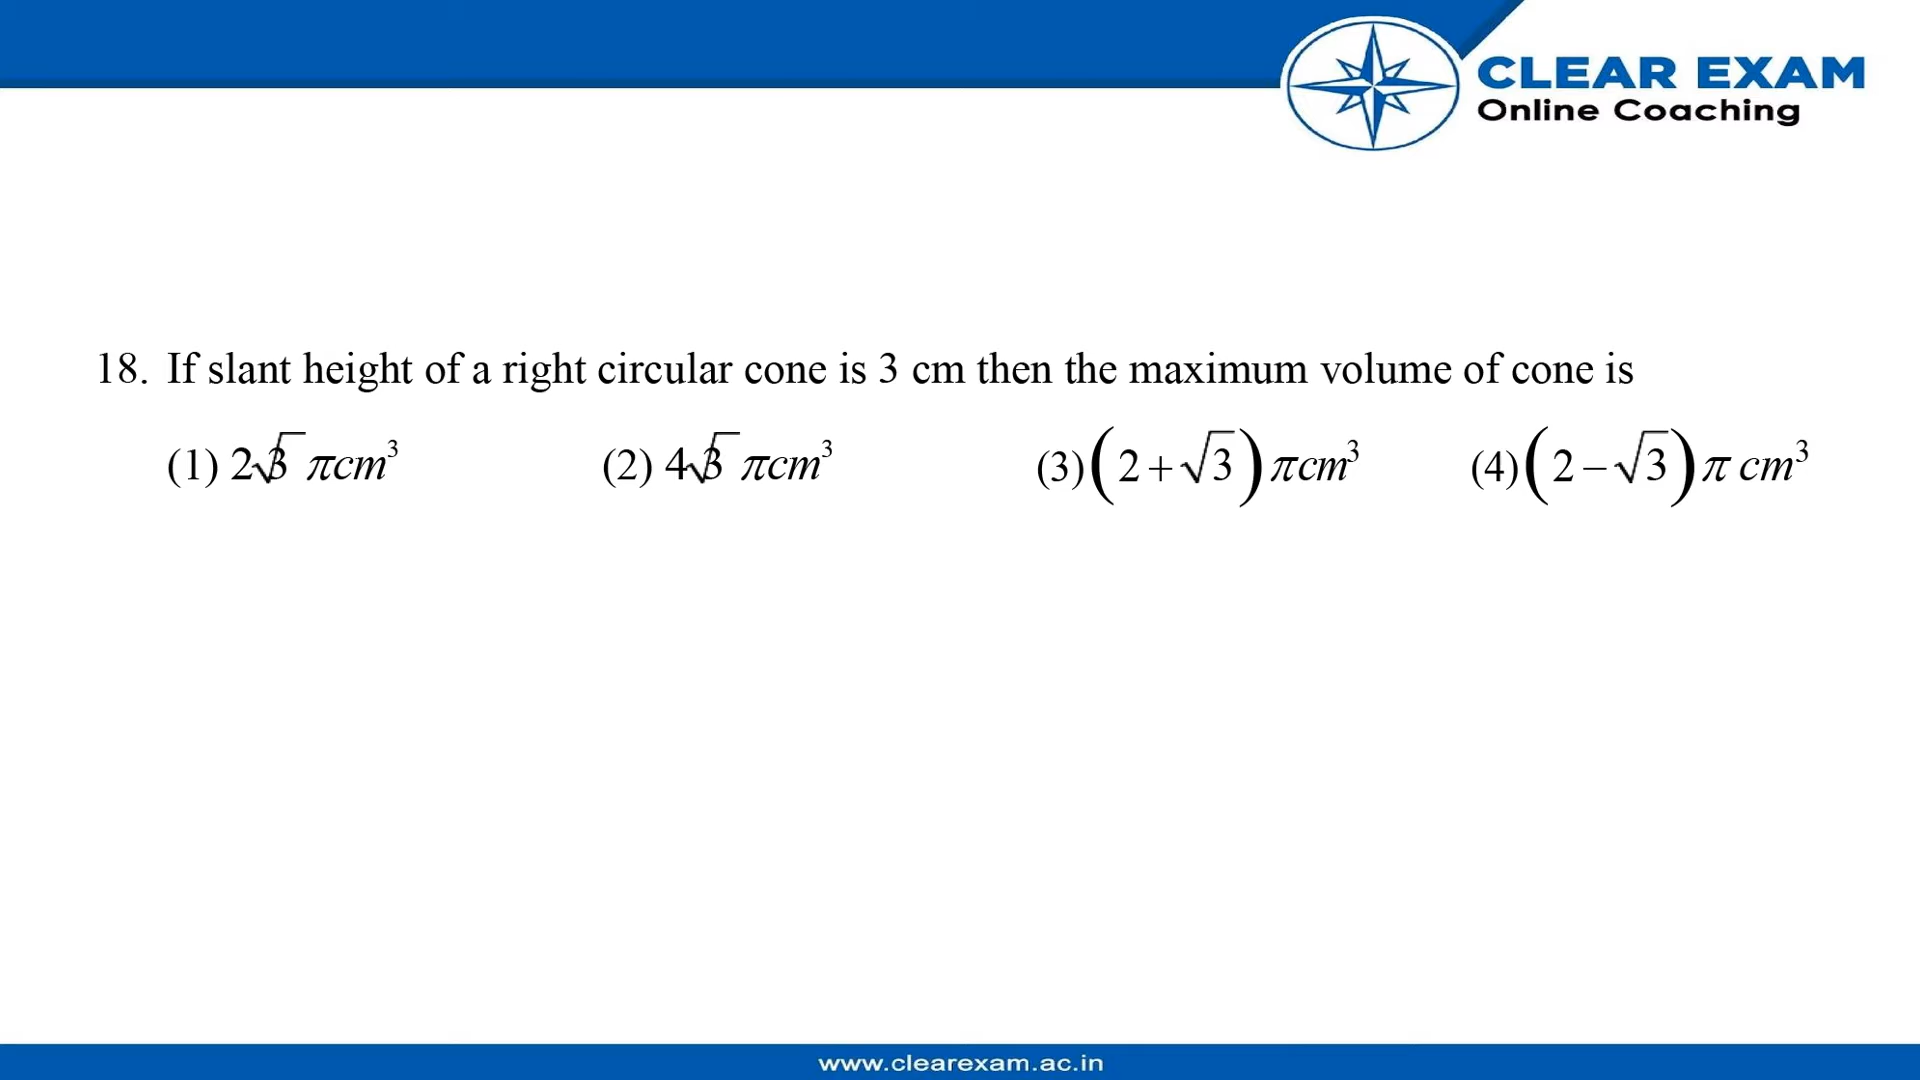 CLEAR EXAM
Online Coaching
18. If slant height of a right circular cone is 3 cm then the maximum volume of cone is
(1) 2√3 πcm³ (2) 4√3 πcm³ (3) (2+√3)πcm³ (4) (2−√3)π cm³
www.clearexam.ac.in